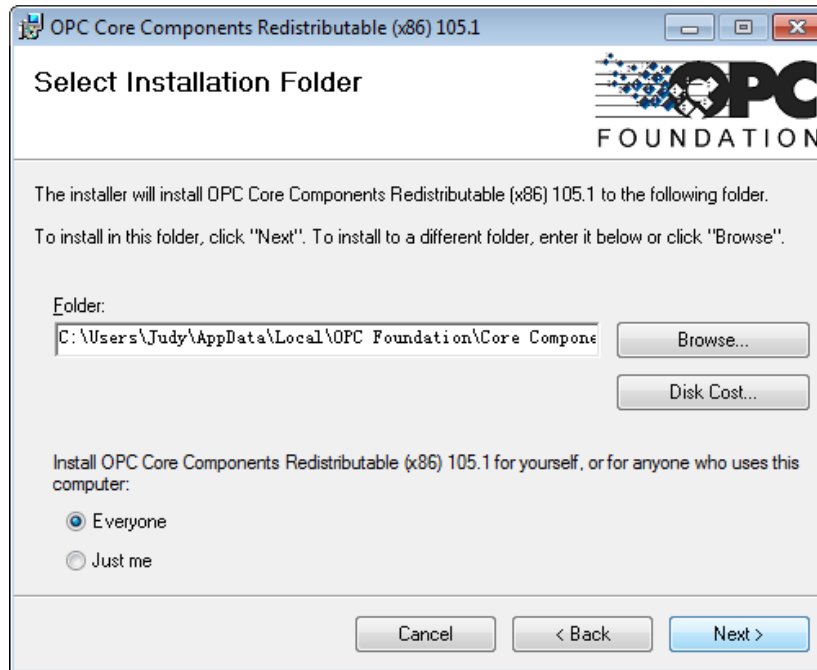 OPC Core Components Redistributable (x86) 105.1
Select Installation Folder
OPC
FOUNDATION
The installer will install OPC Core Components Redistributable (x86) 105.1 to the following folder.
To install in this folder, click "Next". To install to a different folder, enter it below or click "Browse".
Folder:
C:\Users\Judy\AppData\Local\OPC Foundation\Core Compone
Browse...
Disk Cost...
Install OPC Core Components Redistributable (x86) 105.1 for yourself, or for anyone who uses this
computer:
Everyone
Just me
Cancel
< Back
Next >